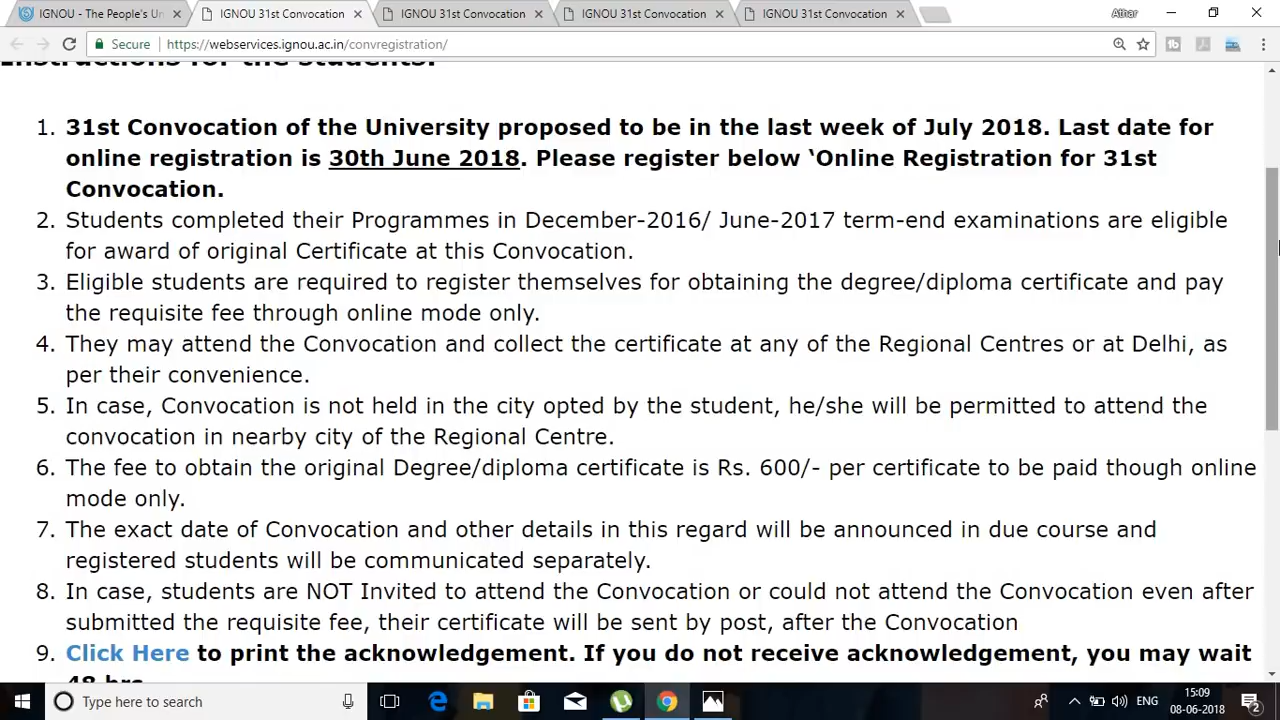 IGNOU - The People's Un
IGNOU 31st Convocation
IGNOU 31st Convocation
IGNOU 31st Convocation
IGNOU 31st Convocation
Athar
Secure
https://webservices.ignou.ac.in/convregistration/
Instructions for the students:
1. 31st Convocation of the University proposed to be in the last week of July 2018. Last date for
online registration is 30th June 2018. Please register below ‘Online Registration for 31st
Convocation.
2. Students completed their Programmes in December-2016/ June-2017 term-end examinations are eligible
for award of original Certificate at this Convocation.
3. Eligible students are required to register themselves for obtaining the degree/diploma certificate and pay
the requisite fee through online mode only.
4. They may attend the Convocation and collect the certificate at any of the Regional Centres or at Delhi, as
per their convenience.
5. In case, Convocation is not held in the city opted by the student, he/she will be permitted to attend the
convocation in nearby city of the Regional Centre.
6. The fee to obtain the original Degree/diploma certificate is Rs. 600/- per certificate to be paid though online
mode only.
7. The exact date of Convocation and other details in this regard will be announced in due course and
registered students will be communicated separately.
8. In case, students are NOT Invited to attend the Convocation or could not attend the Convocation even after
submitted the requisite fee, their certificate will be sent by post, after the Convocation
9. Click Here to print the acknowledgement. If you do not receive acknowledgement, you may wait
48 hrs
Type here to search
ENG
15:09
08-06-2018
2